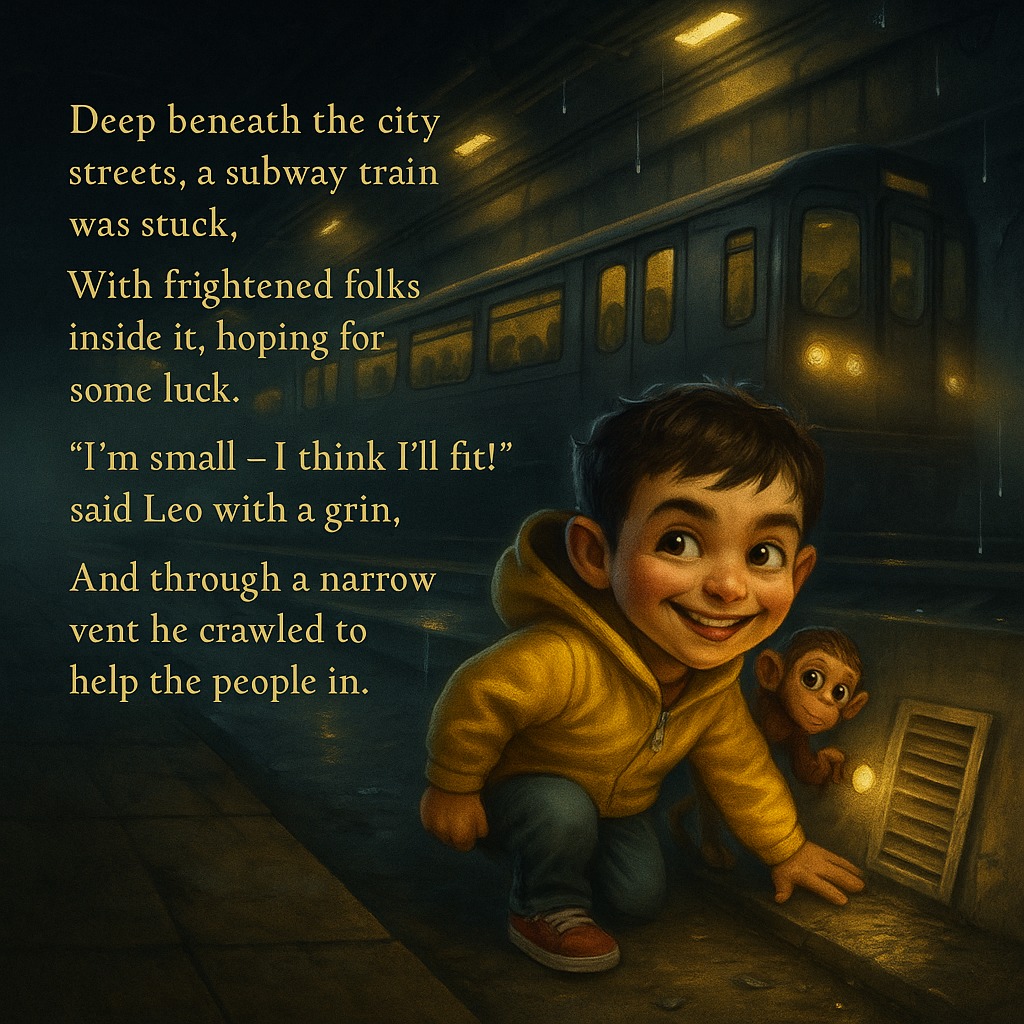 Deep beneath the city
streets, a subway train
was stuck,
With frightened folks
inside it, hoping for
some luck.
“I’m small – I think I’ll fit!”
said Leo with a grin,
And through a narrow
vent he crawled to
help the people in.